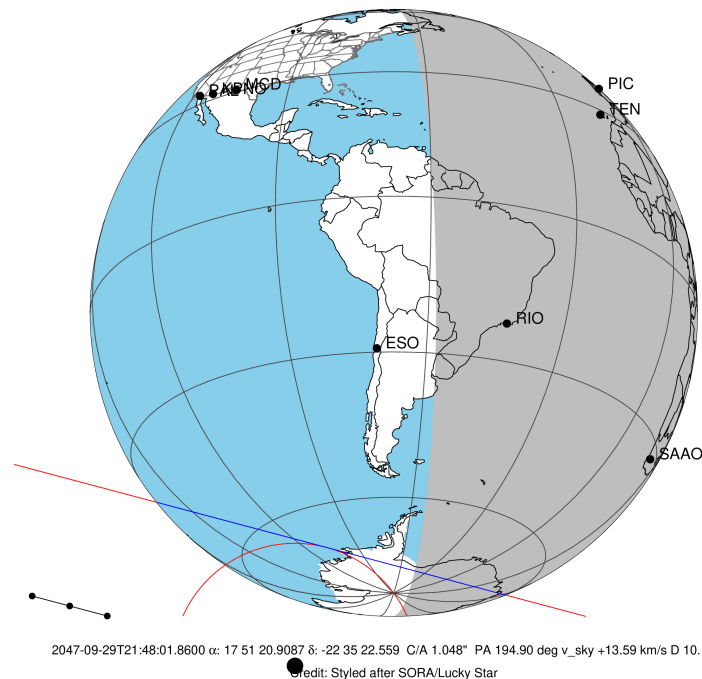 PIC
TEN
MCD
RIO
ESO
SAAO
2047-09-29T21:48:01.8600 α: 17 51 20.9087 δ: -22 35 22.559 C/A 1.048" PA 194.90 deg v_sky +13.59 km/s D 10.
Credit: Styled after SORA/Lucky Star